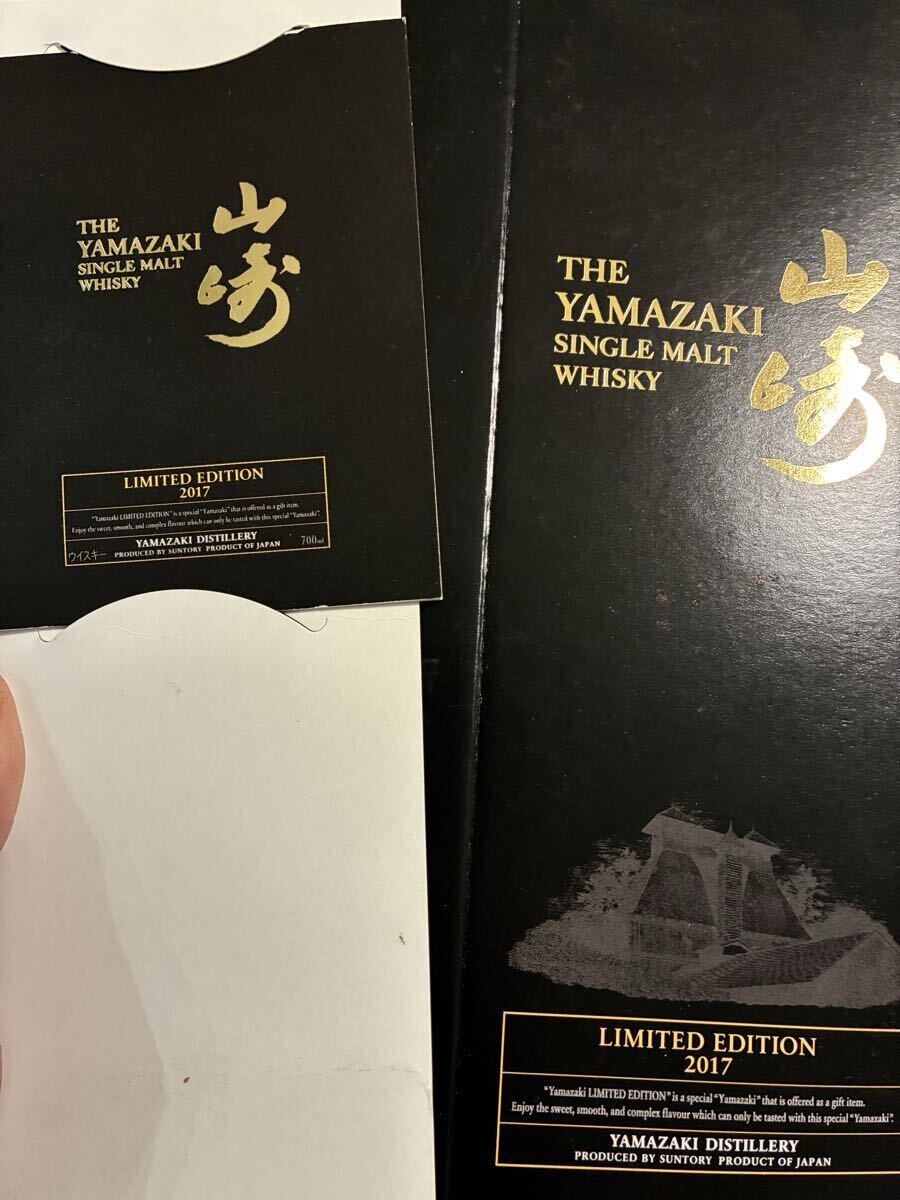 THE
YAMAZAKI
SINGLE MALT
WHISKY
山崎
LIMITED EDITION
2017
"Yamazaki LIMITED EDITION" is a special "Yamazaki" that is offered as a gift item.
Enjoy the sweet, smooth, and complex flavour which can only be tasted with this special "Yamazaki".
YAMAZAKI DISTILLERY
ウイスキー PRODUCED BY SUNTORY PRODUCT OF JAPAN 700ml
THE
YAMAZAKI
SINGLE MALT
WHISKY
山崎
LIMITED EDITION
2017
"Yamazaki LIMITED EDITION" is a special "Yamazaki" that is offered as a gift item.
Enjoy the sweet, smooth, and complex flavour which can only be tasted with this special "Yamazaki".
YAMAZAKI DISTILLERY
PRODUCED BY SUNTORY PRODUCT OF JAPAN